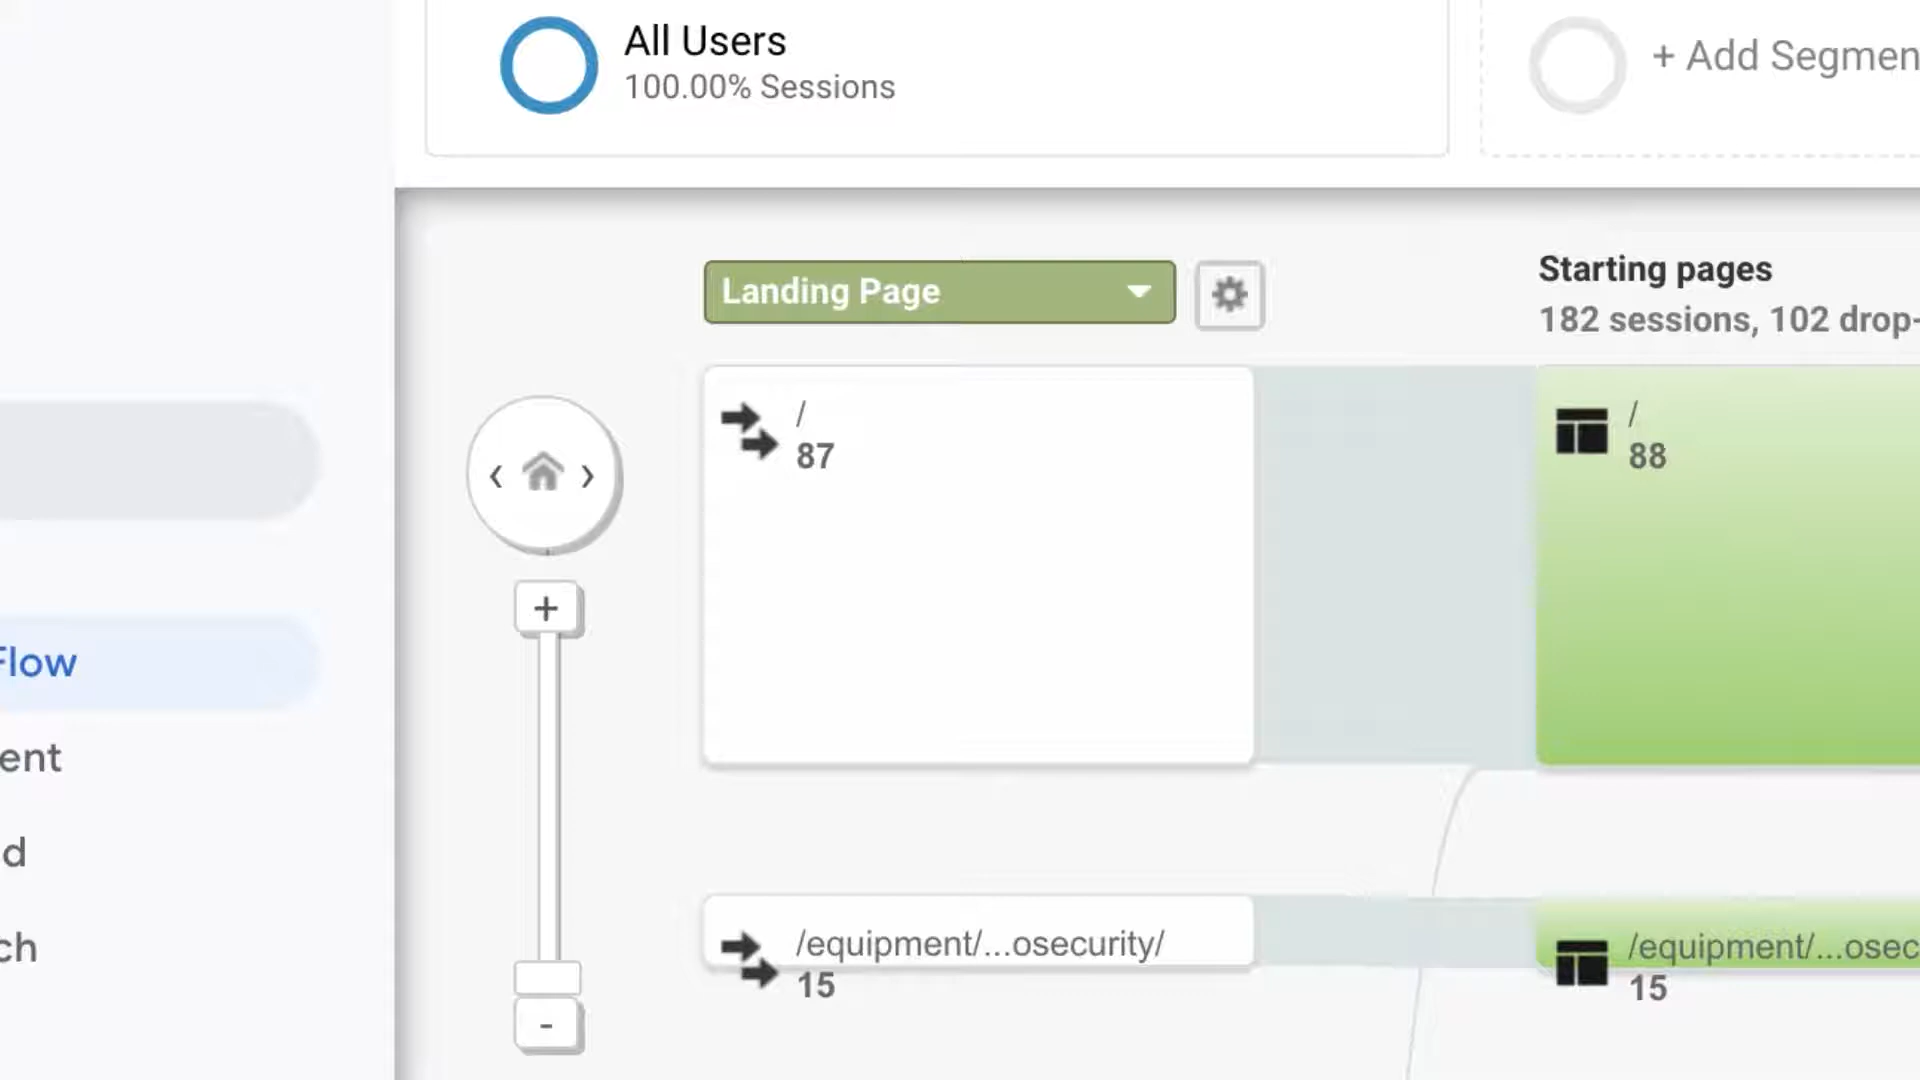 All Users
100.00% Sessions
+ Add Segmen
Landing Page
Starting pages
182 sessions, 102 drop-
/
87
/
88
+
Flow
ent
d
ch
/equipment/...osecurity/
15
/equipment/...osec
15
-